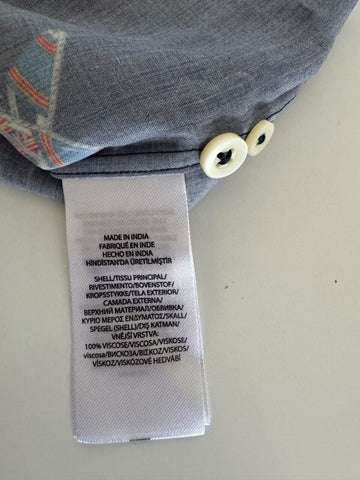 MADE IN INDIA
FABRIQUÉ EN INDE
HECHO EN INDIA
HİNDİSTAN'DA ÜRETİLMİŞTİR
SHELL/TISSU PRINCIPAL/
RIVESTIMENTO/BOVENSTOF/
KROPSSTYKKE/TELA EXTERIOR/
CAMADA EXTERNA/
ВЕРХНИЙ МАТЕРИАЛ/OBUBWA/
ΚΥΡΙΟ ΜΕΡΟΣ ΕΝΔΥΜΑΤΟΣ/SKALL/
SPEGEL (SHELL)/DIŞ KATMAN/
VNĚJŠÍ VRSTVA:
100% VISCOSE/VISCOSA/VISKOSE/
viscosa/ВИСКОЗА/ΒΙΣΚΟΖ/VISKOS/
VİSKOZ/VISKÓZOVÉ HEDVÁBÍ